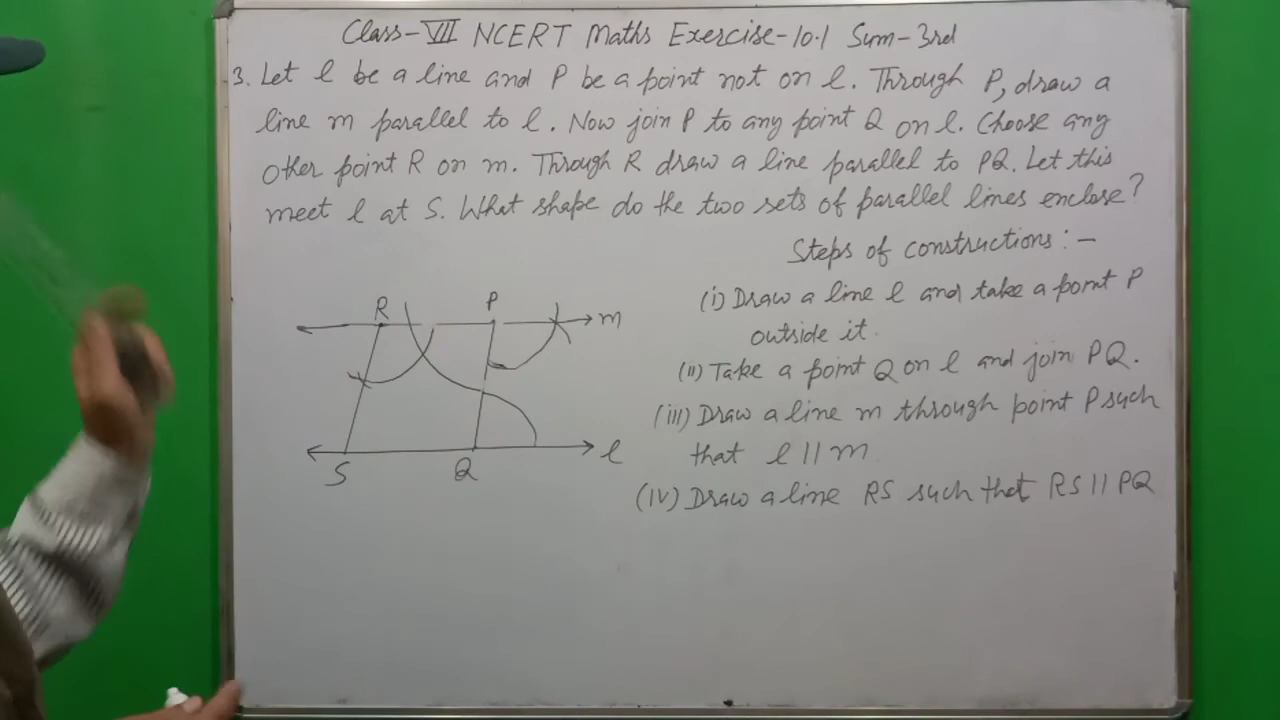 Class-VII NCERT Maths Exercise-10.1 Sum-3rd
3. Let l be a line and P be a point not on l. Through P, draw a
line m parallel to l. Now join P to any point Q on l. Choose any
other point R on m. Through R draw a line parallel to PQ. Let this
meet l at S. What shape do the two sets of parallel lines enclose?
Steps of constructions :-
(i) Draw a line l and take a point P
outside it.
(ii) Take a point Q on l and join PQ.
(iii) Draw a line m through point P such
that l || m
(iv) Draw a line RS such that RS || PQ
R P m
S Q l